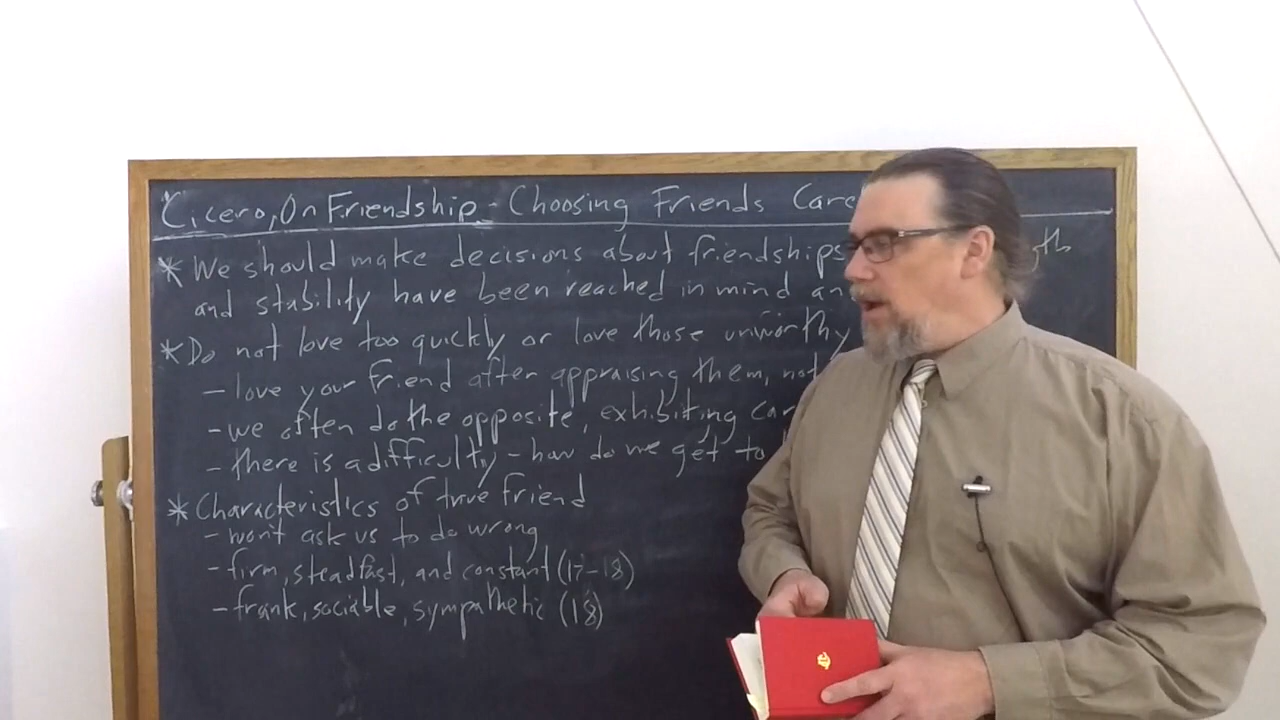 Cicero, On Friendship - Choosing Friends Care
* We should make decisions about friendships gth
and stability have been reached in mind an
* Do not love too quickly or love those unworthy
- love your friend after appraising them, not
- we often do the opposite, exhibiting car
- there is a difficulty - how do we get to
* Characteristics of true friend
- won't ask us to do wrong
- firm, steadfast, and constant (17-18)
- frank, sociable, sympathetic (18)